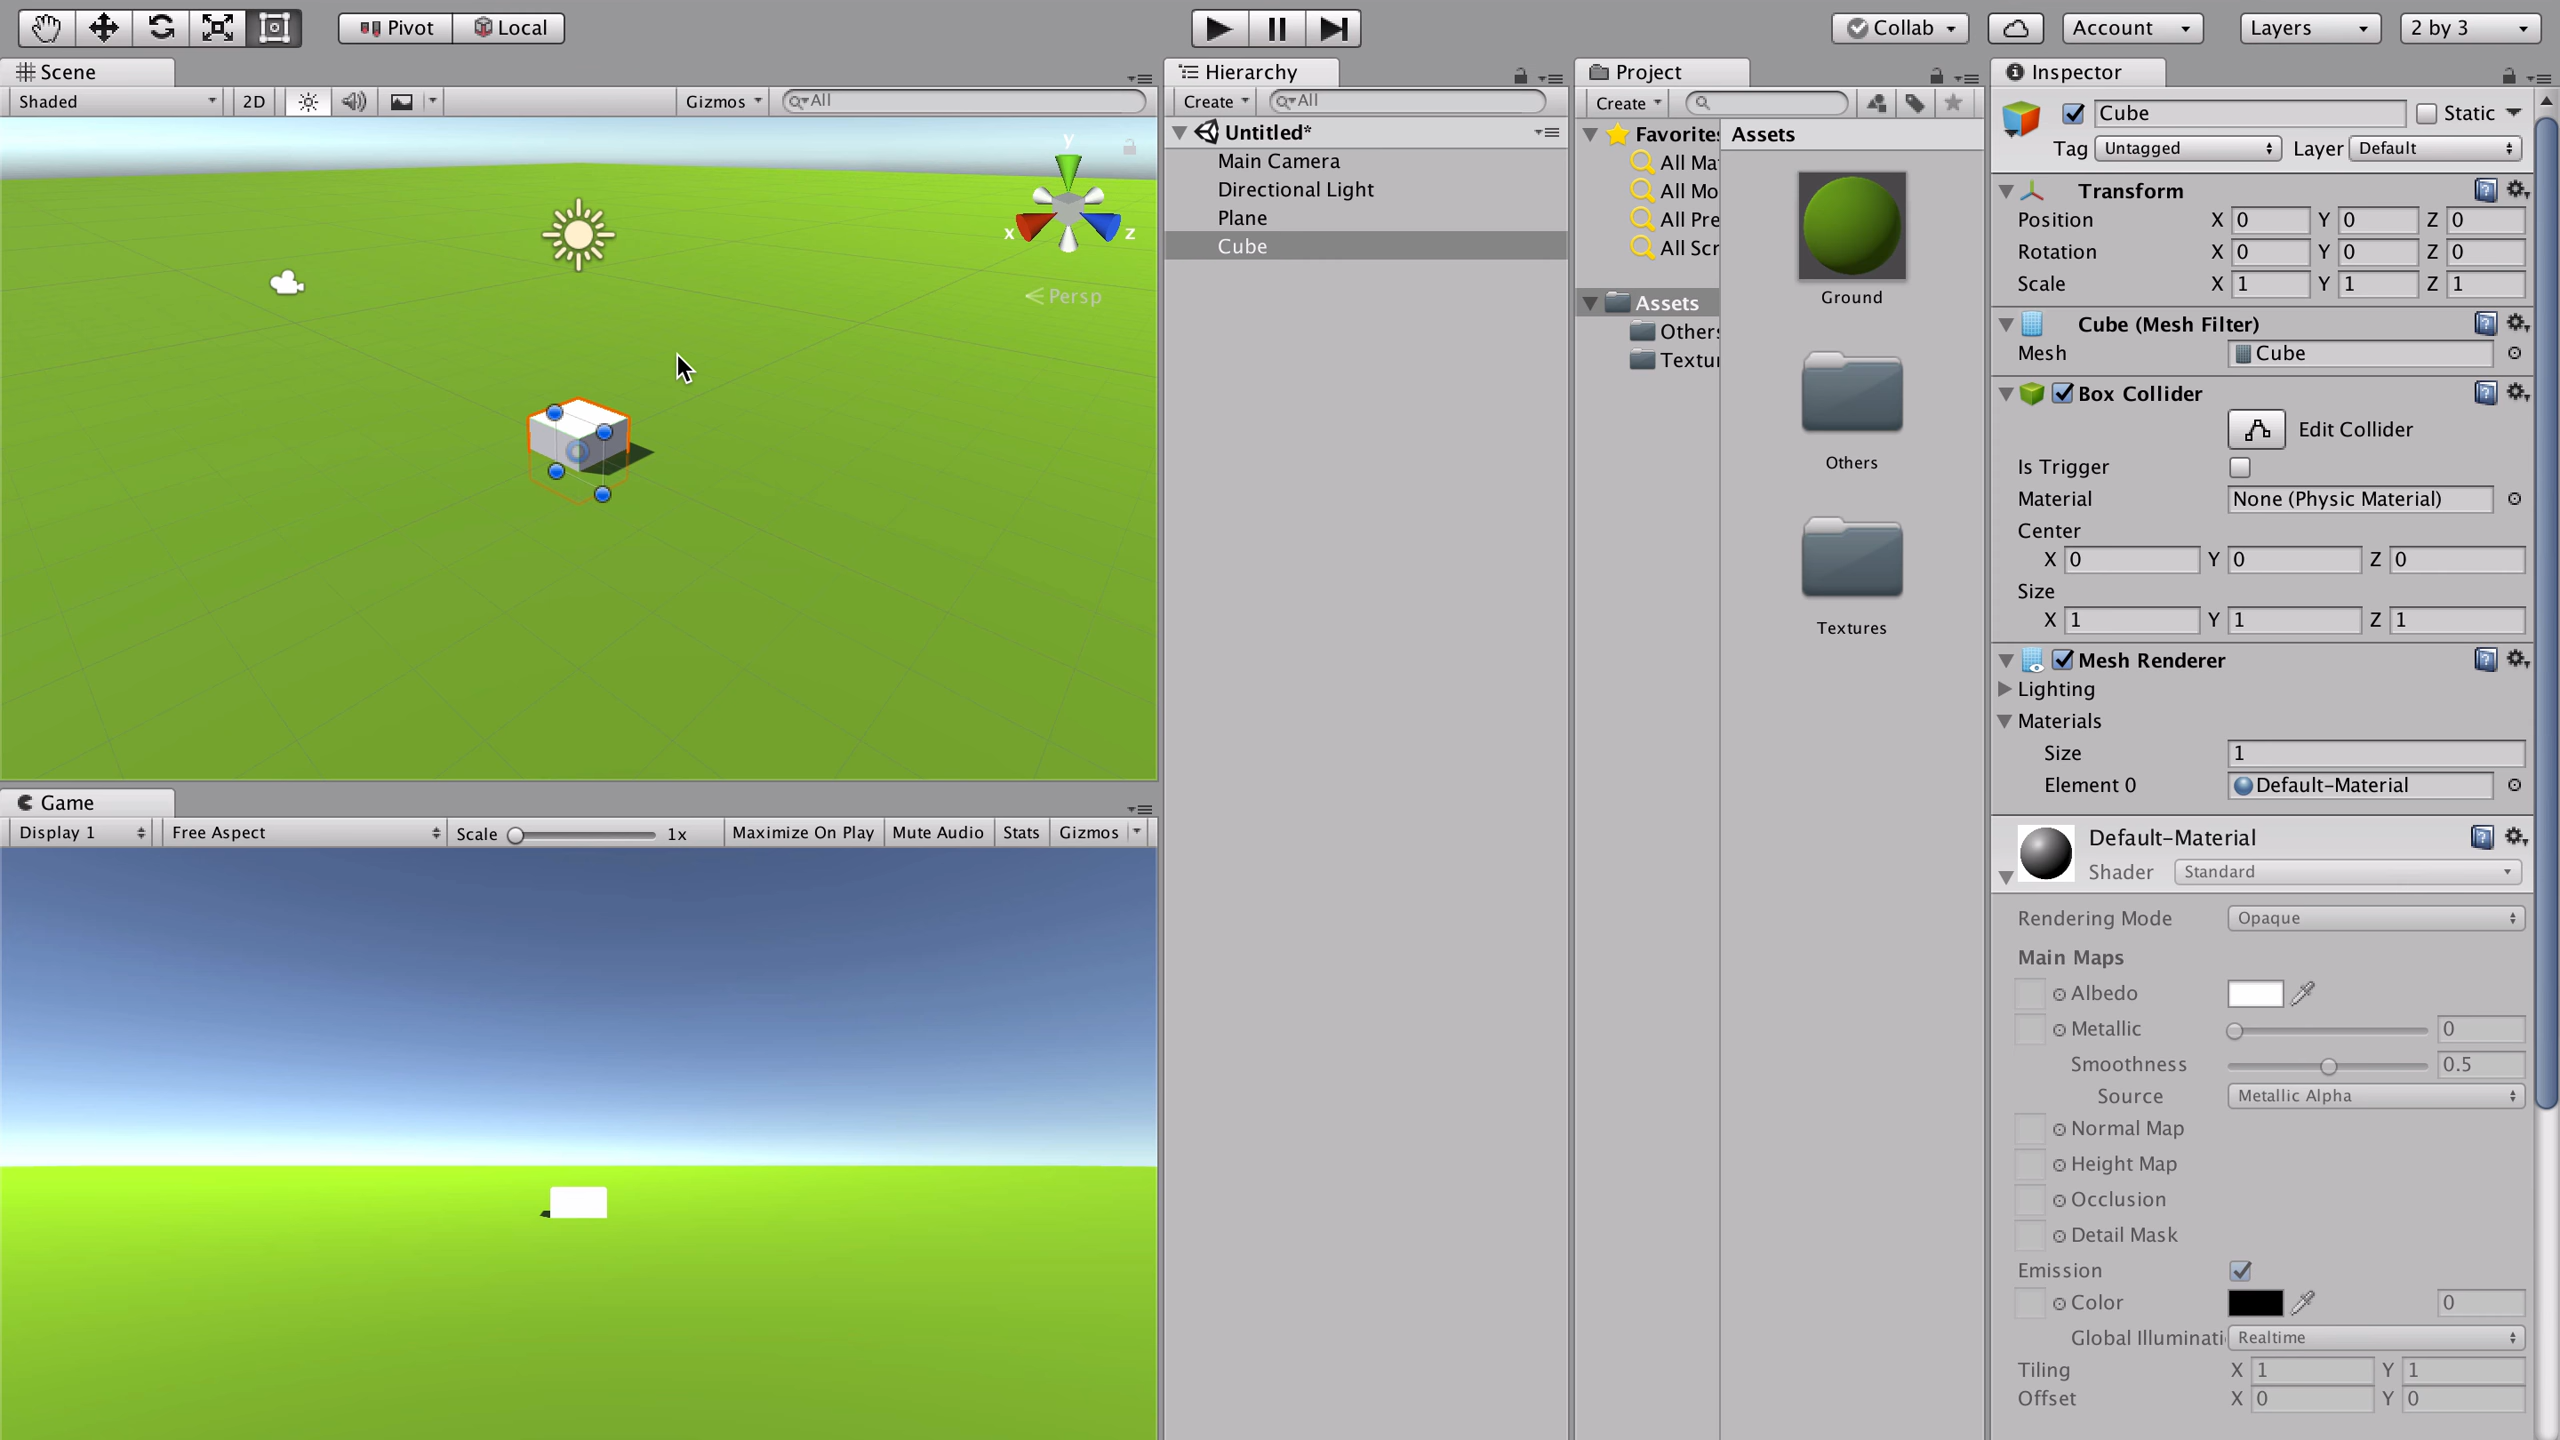 Pivot Local Collab Account Layers 2 by 3
Scene
Shaded 2D Gizmos All
y
x z
Persp
Game
Display 1 Free Aspect Scale 1x Maximize On Play Mute Audio Stats Gizmos
Hierarchy
Create All
Untitled*
Main Camera
Directional Light
Plane
Cube
Project
Create
Favorites
All Ma
All Mo
All Pre
All Scr
Assets
Others
Textur
Assets
Ground
Others
Textures
Inspector
Cube Static
Tag Untagged Layer Default
Transform
Position X 0 Y 0 Z 0
Rotation X 0 Y 0 Z 0
Scale X 1 Y 1 Z 1
Cube (Mesh Filter)
Mesh Cube
Box Collider
Edit Collider
Is Trigger
Material None (Physic Material)
Center
X 0 Y 0 Z 0
Size
X 1 Y 1 Z 1
Mesh Renderer
Lighting
Materials
Size 1
Element 0 Default-Material
Default-Material
Shader Standard
Rendering Mode Opaque
Main Maps
Albedo
Metallic 0
Smoothness 0.5
Source Metallic Alpha
Normal Map
Height Map
Occlusion
Detail Mask
Emission
Color 0
Global Illuminati Realtime
Tiling X 1 Y 1
Offset X 0 Y 0